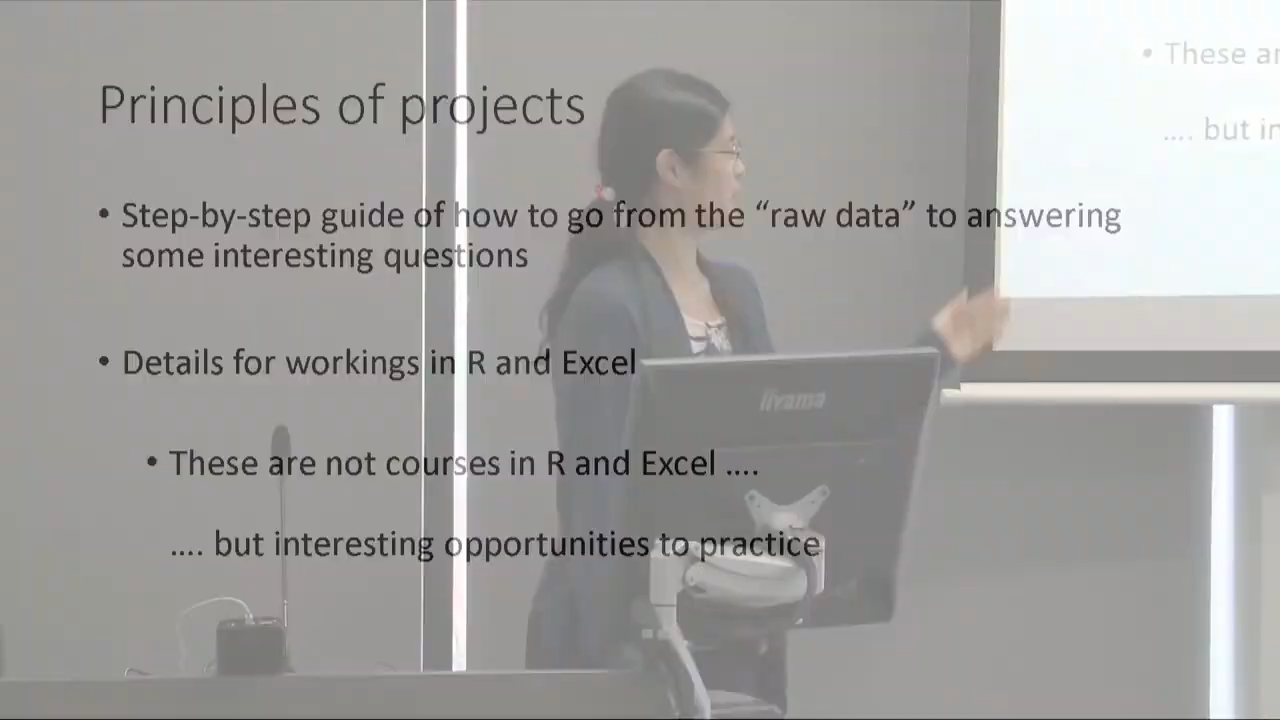 Principles of projects
• Step-by-step guide of how to go from the “raw data” to answering
some interesting questions
• Details for workings in R and Excel
• These are not courses in R and Excel ....
.... but interesting opportunities to practice
• These
.... but
iiyama